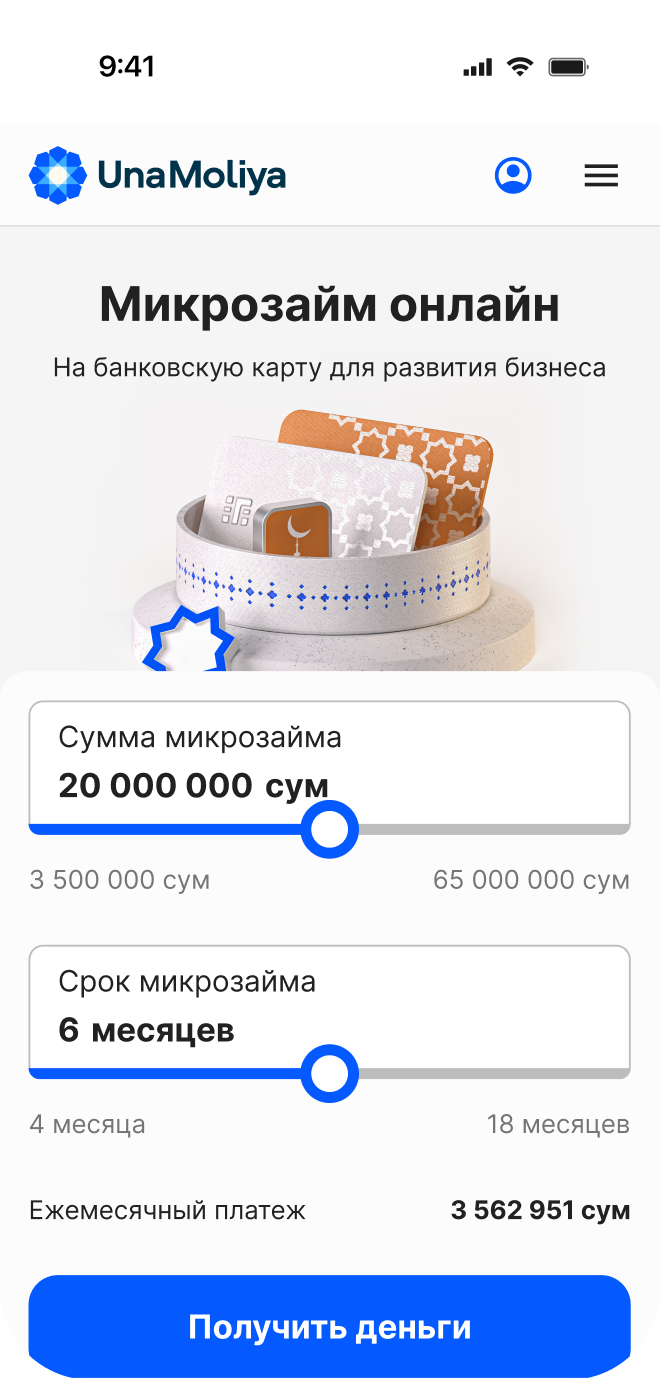 9:41
UnaMoliya
Микрозайм онлайн
На банковскую карту для развития бизнеса
Сумма микрозайма
20 000 000 сум
3 500 000 сум 65 000 000 сум
Срок микрозайма
6 месяцев
4 месяца 18 месяцев
Ежемесячный платеж 3 562 951 сум
Получить деньги